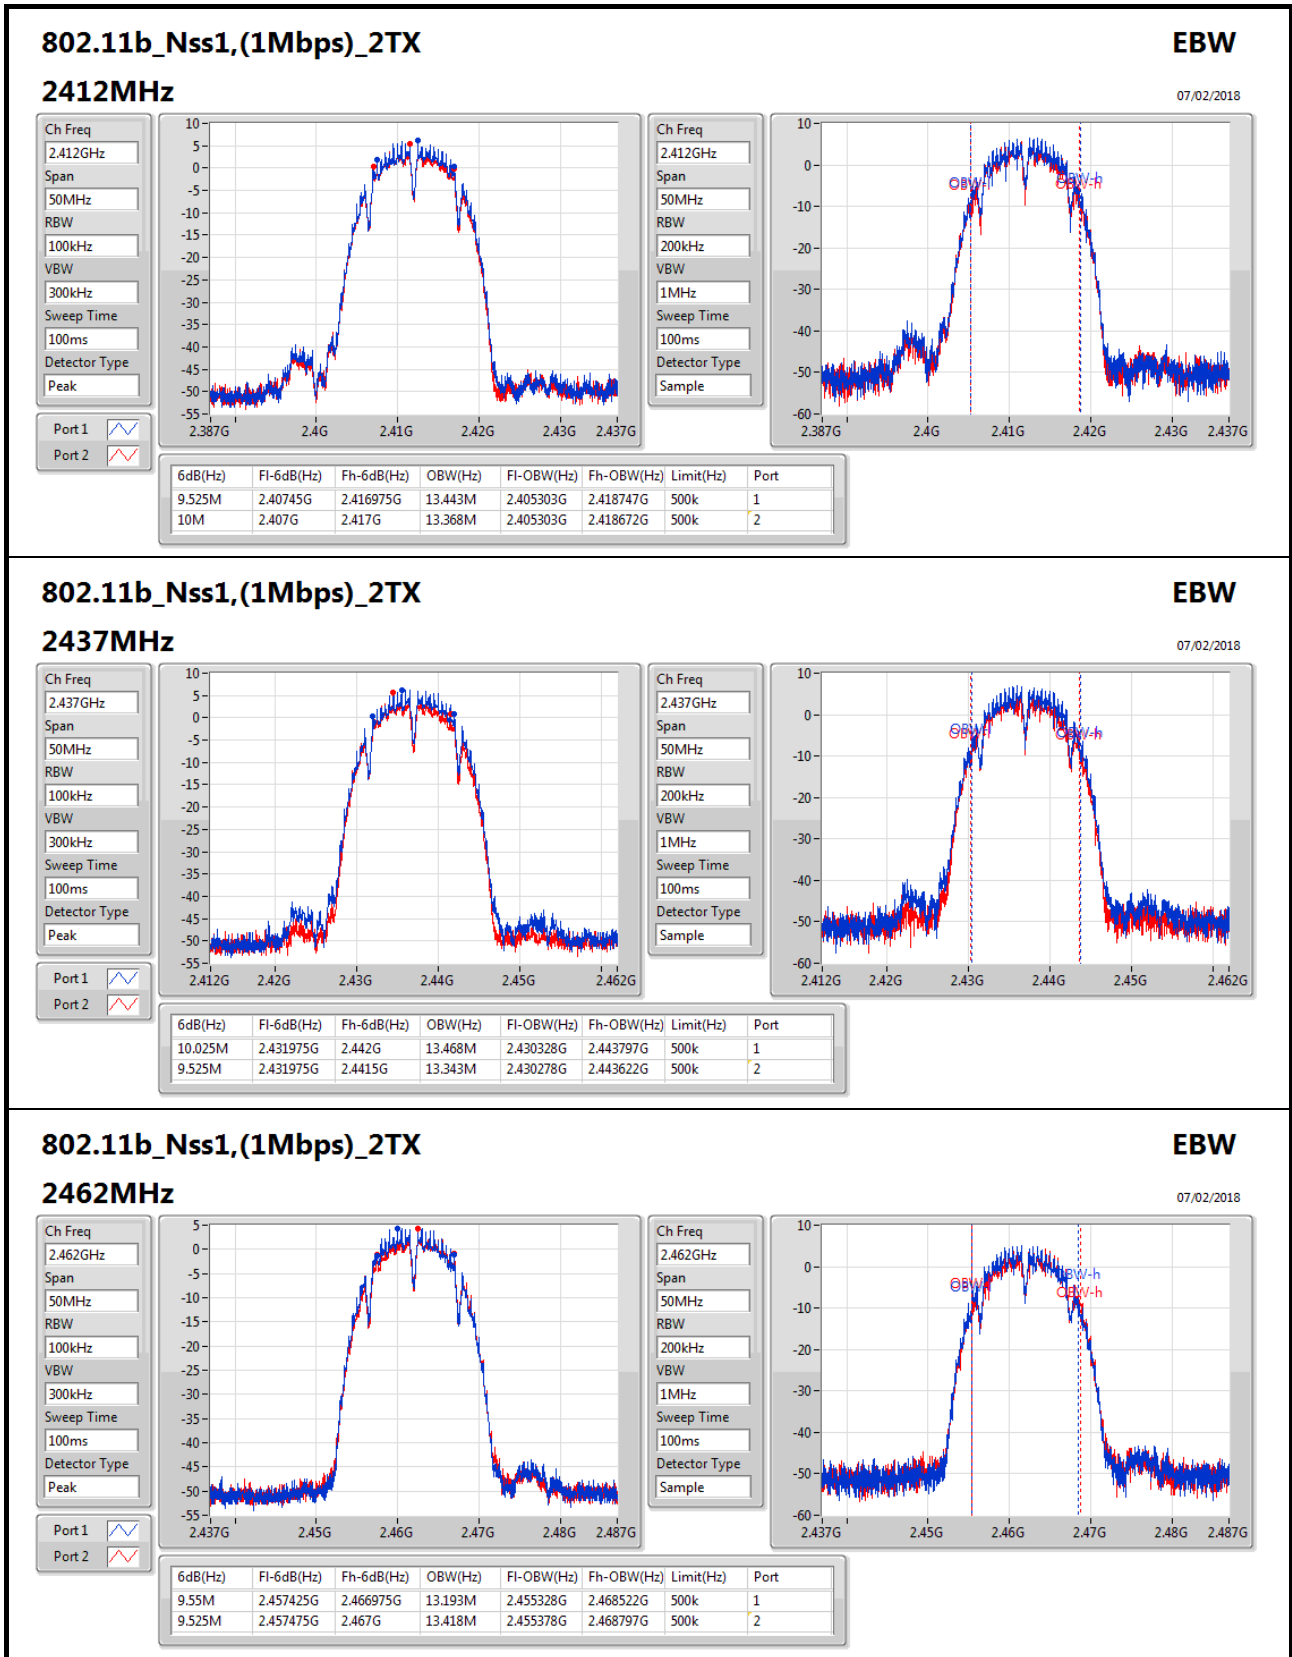 802.11b_Nss1,(1Mbps)_2TX EBW
2412MHz 07/02/2018
Ch Freq
2.412GHz
Span
50MHz
RBW
100kHz
VBW
300kHz
Sweep Time
100ms
Detector Type
Peak
Port 1
Port 2
10
5
0
-5
-10
-15
-20
-25
-30
-35
-40
-45
-50
-55
2.387G 2.4G 2.41G 2.42G 2.43G 2.437G
Ch Freq
2.412GHz
Span
50MHz
RBW
200kHz
VBW
1MHz
Sweep Time
100ms
Detector Type
Sample
10
0
-10
-20
-30
-40
-50
-60
OBW-h
OBW-h
2.387G 2.4G 2.41G 2.42G 2.43G 2.437G
6dB(Hz) Fl-6dB(Hz) Fh-6dB(Hz) OBW(Hz) Fl-OBW(Hz) Fh-OBW(Hz) Limit(Hz) Port
9.525M 2.40745G 2.416975G 13.443M 2.405303G 2.418747G 500k 1
10M 2.407G 2.417G 13.368M 2.405303G 2.418672G 500k 2
802.11b_Nss1,(1Mbps)_2TX EBW
2437MHz 07/02/2018
Ch Freq
2.437GHz
Span
50MHz
RBW
100kHz
VBW
300kHz
Sweep Time
100ms
Detector Type
Peak
Port 1
Port 2
10
5
0
-5
-10
-15
-20
-25
-30
-35
-40
-45
-50
-55
2.412G 2.42G 2.43G 2.44G 2.45G 2.462G
Ch Freq
2.437GHz
Span
50MHz
RBW
200kHz
VBW
1MHz
Sweep Time
100ms
Detector Type
Sample
10
0
-10
-20
-30
-40
-50
-60
OBW-h
OBW-h
2.412G 2.42G 2.43G 2.44G 2.45G 2.462G
6dB(Hz) Fl-6dB(Hz) Fh-6dB(Hz) OBW(Hz) Fl-OBW(Hz) Fh-OBW(Hz) Limit(Hz) Port
10.025M 2.431975G 2.442G 13.468M 2.430328G 2.443797G 500k 1
9.525M 2.431975G 2.4415G 13.343M 2.430278G 2.443622G 500k 2
802.11b_Nss1,(1Mbps)_2TX EBW
2462MHz 07/02/2018
Ch Freq
2.462GHz
Span
50MHz
RBW
100kHz
VBW
300kHz
Sweep Time
100ms
Detector Type
Peak
Port 1
Port 2
5
0
-5
-10
-15
-20
-25
-30
-35
-40
-45
-50
-55
2.437G 2.45G 2.46G 2.47G 2.48G 2.487G
Ch Freq
2.462GHz
Span
50MHz
RBW
200kHz
VBW
1MHz
Sweep Time
100ms
Detector Type
Sample
10
0
-10
-20
-30
-40
-50
-60
OBW-h
OBW-h
2.437G 2.45G 2.46G 2.47G 2.48G 2.487G
6dB(Hz) Fl-6dB(Hz) Fh-6dB(Hz) OBW(Hz) Fl-OBW(Hz) Fh-OBW(Hz) Limit(Hz) Port
9.55M 2.457425G 2.466975G 13.193M 2.455328G 2.468522G 500k 1
9.525M 2.457475G 2.467G 13.418M 2.455378G 2.468797G 500k 2